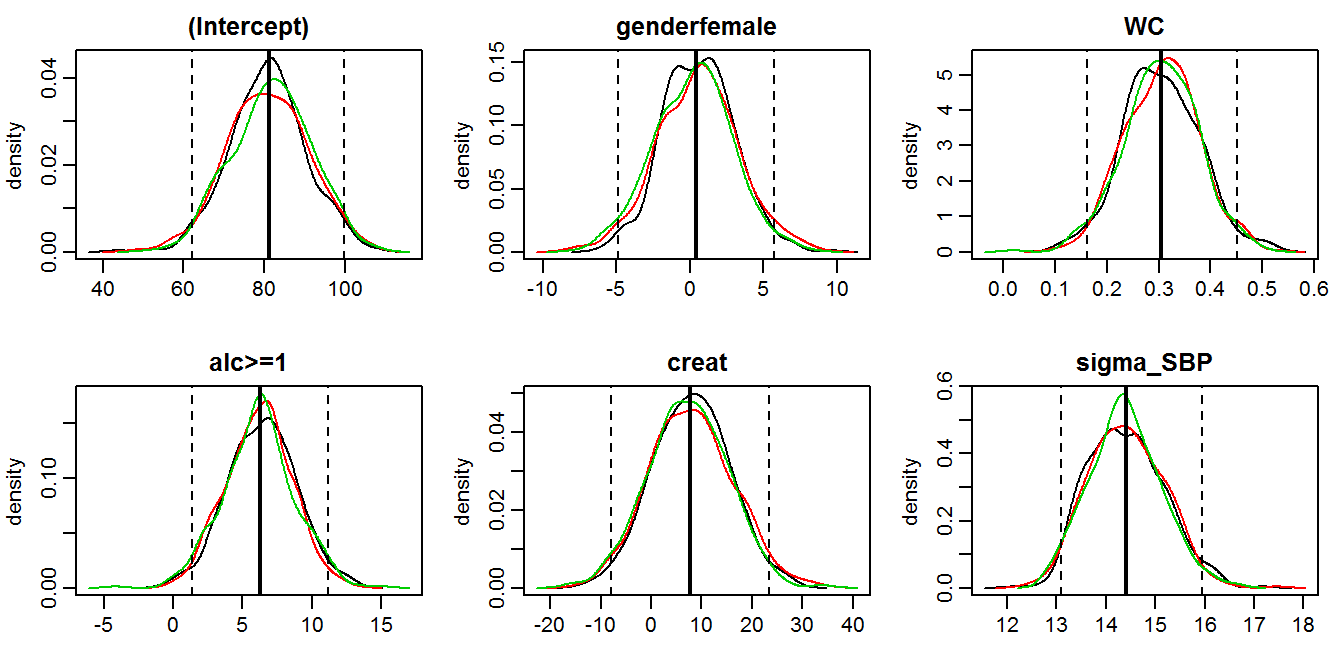 (Intercept)
density
0.00 0.02 0.04
40 60 80 100
genderfemale
density
0.00 0.05 0.10 0.15
-10 -5 0 5 10
WC
density
0 1 2 3 4 5
0.0 0.1 0.2 0.3 0.4 0.5 0.6
alc>=1
density
0.00 0.10
-5 0 5 10 15
creat
density
0.00 0.02 0.04
-20 -10 0 10 20 30 40
sigma_SBP
density
0.0 0.2 0.4 0.6
12 13 14 15 16 17 18